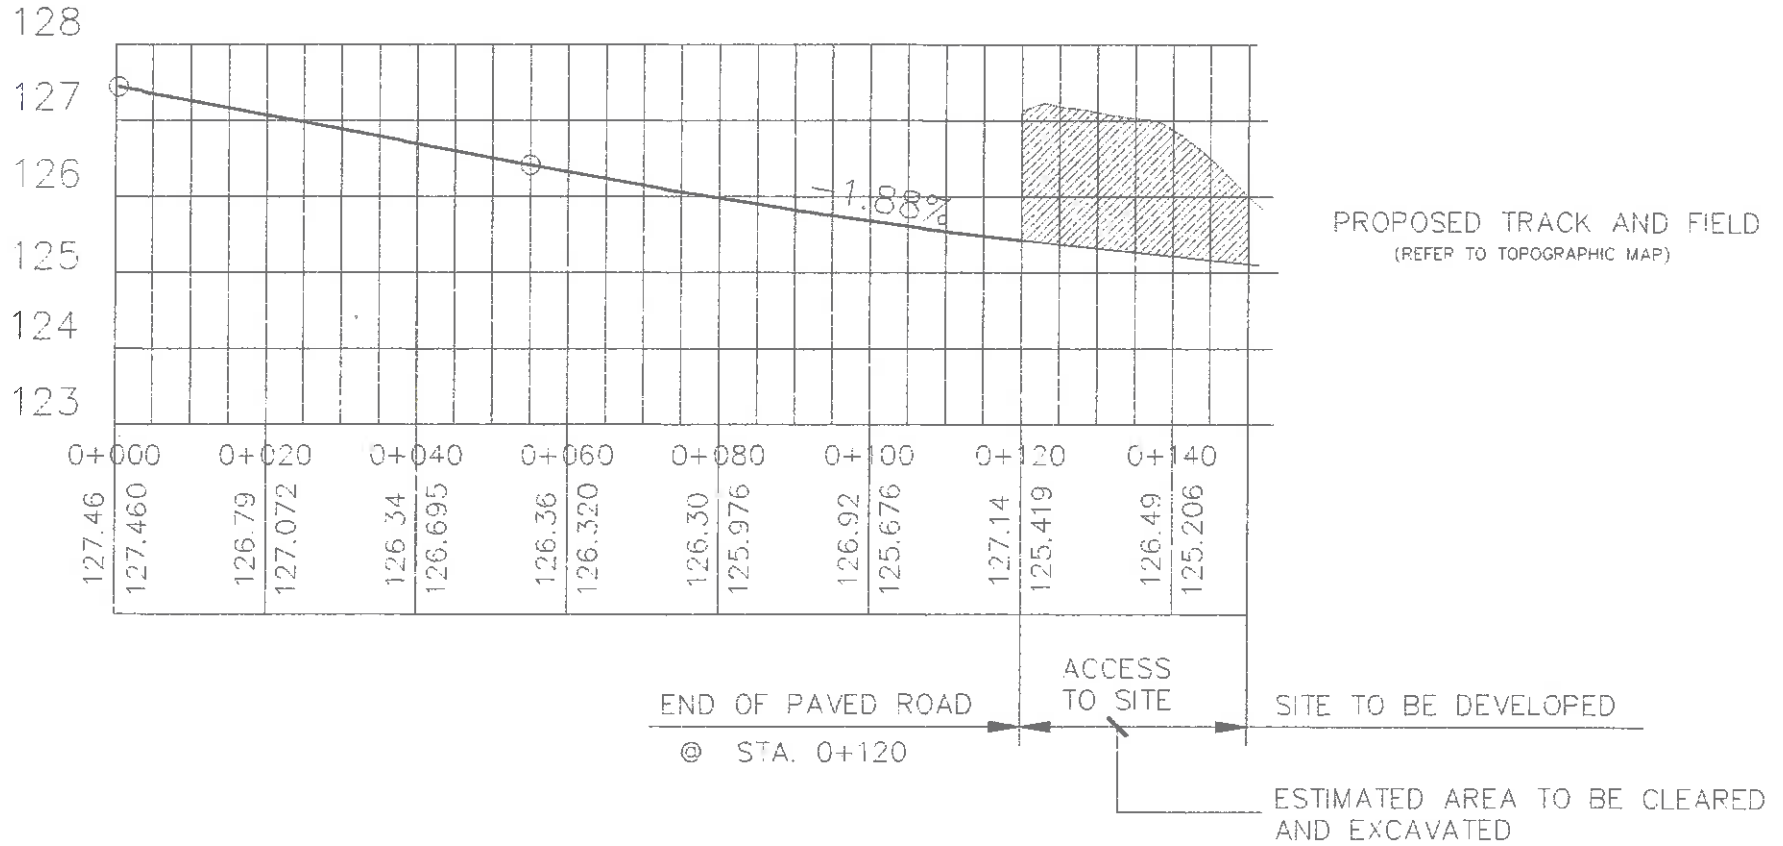 128
127
126
125
124
123
-1.88%
PROPOSED TRACK AND FIELD
(REFER TO TOPOGRAPHIC MAP)
0+000 0+020 0+040 0+060 0+080 0+100 0+120 0+140
127.46 127.460 126.79 127.072 126.34 126.695 126.36 126.320 126.30 125.976 126.92 125.676 127.14 125.419 126.49 125.206
ACCESS
TO SITE
END OF PAVED ROAD
@ STA. 0+120
SITE TO BE DEVELOPED
ESTIMATED AREA TO BE CLEARED
AND EXCAVATED